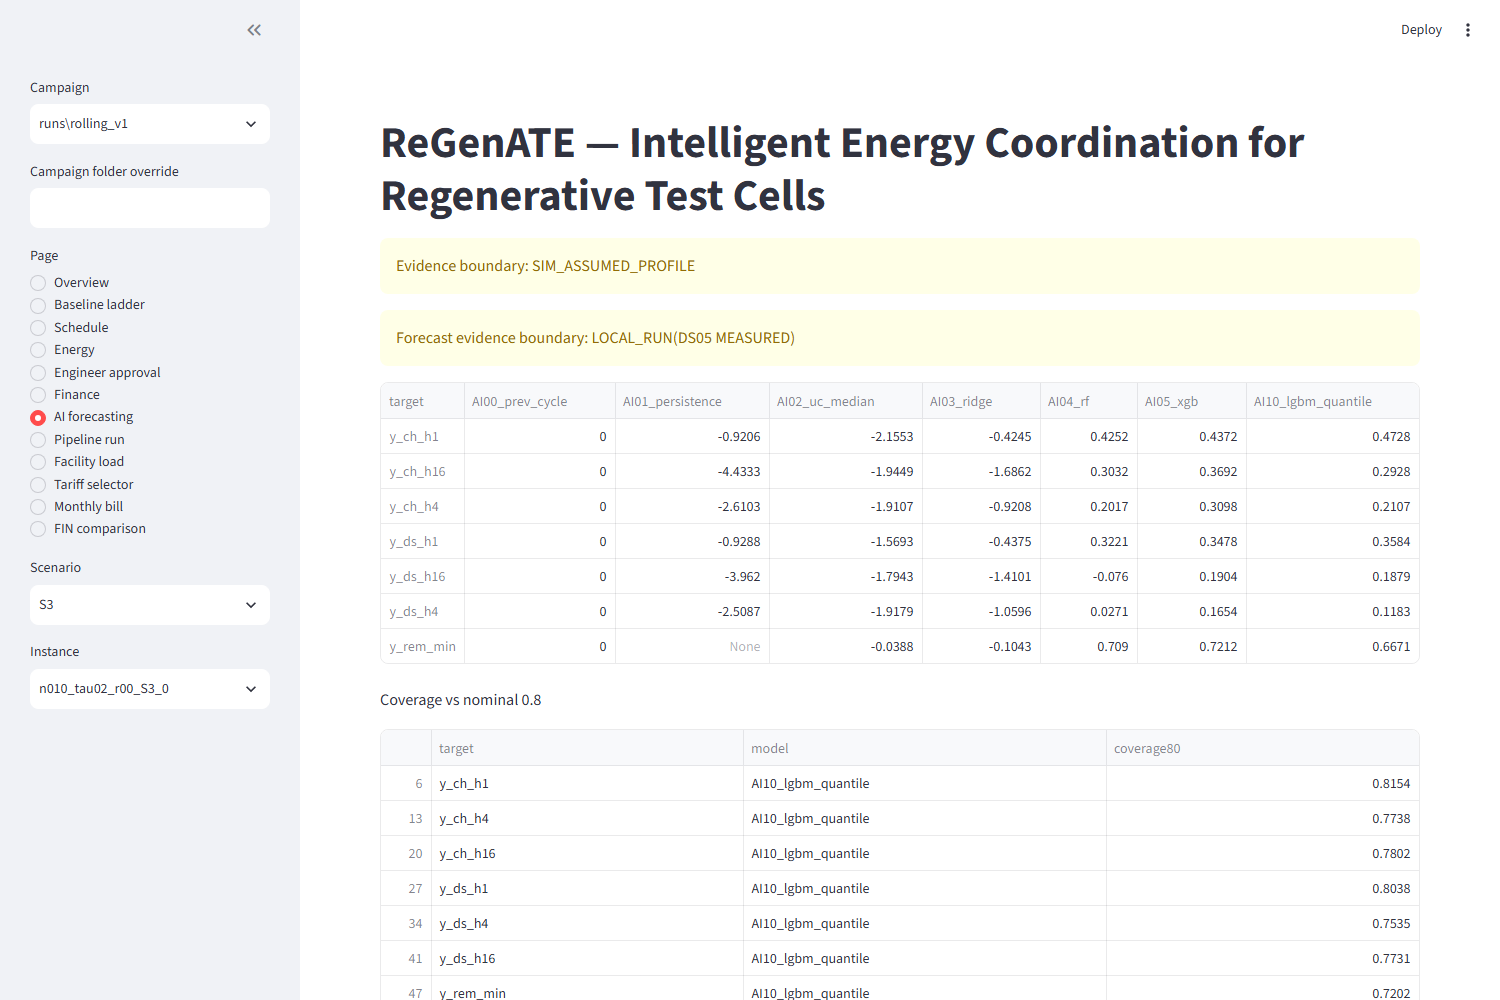 Deploy
Campaign
runs\rolling_v1
Campaign folder override
Page
Overview
Baseline ladder
Schedule
Energy
Engineer approval
Finance
AI forecasting
Pipeline run
Facility load
Tariff selector
Monthly bill
FIN comparison
Scenario
S3
Instance
n010_tau02_r00_S3_0
ReGenATE — Intelligent Energy Coordination for
Regenerative Test Cells
Evidence boundary: SIM_ASSUMED_PROFILE
Forecast evidence boundary: LOCAL_RUN(DS05 MEASURED)
target AI00_prev_cycle AI01_persistence AI02_uc_median AI03_ridge AI04_rf AI05_xgb AI10_lgbm_quantile
y_ch_h1 0 -0.9206 -2.1553 -0.4245 0.4252 0.4372 0.4728
y_ch_h16 0 -4.4333 -1.9449 -1.6862 0.3032 0.3692 0.2928
y_ch_h4 0 -2.6103 -1.9107 -0.9208 0.2017 0.3098 0.2107
y_ds_h1 0 -0.9288 -1.5693 -0.4375 0.3221 0.3478 0.3584
y_ds_h16 0 -3.962 -1.7943 -1.4101 -0.076 0.1904 0.1879
y_ds_h4 0 -2.5087 -1.9179 -1.0596 0.0271 0.1654 0.1183
y_rem_min 0 None -0.0388 -0.1043 0.709 0.7212 0.6671
Coverage vs nominal 0.8
target model coverage80
6 y_ch_h1 AI10_lgbm_quantile 0.8154
13 y_ch_h4 AI10_lgbm_quantile 0.7738
20 y_ch_h16 AI10_lgbm_quantile 0.7802
27 y_ds_h1 AI10_lgbm_quantile 0.8038
34 y_ds_h4 AI10_lgbm_quantile 0.7535
41 y_ds_h16 AI10_lgbm_quantile 0.7731
47 y_rem_min AI10_lgbm_quantile 0.7202